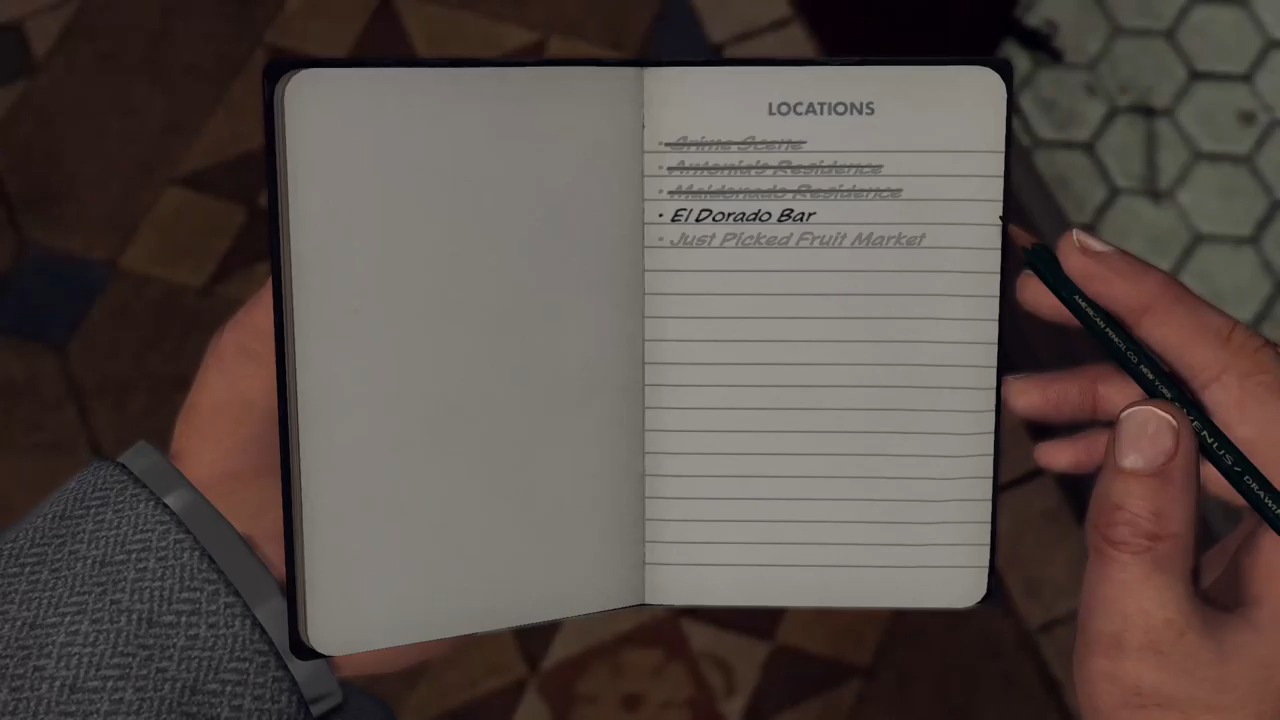 LOCATIONS
· Crime Scene
· Antonia's Residence
· Maldonado Residence
· El Dorado Bar
· Just Picked Fruit Market
AMERICAN PENCIL CO. NEW YORK VENUS/ DRAWI